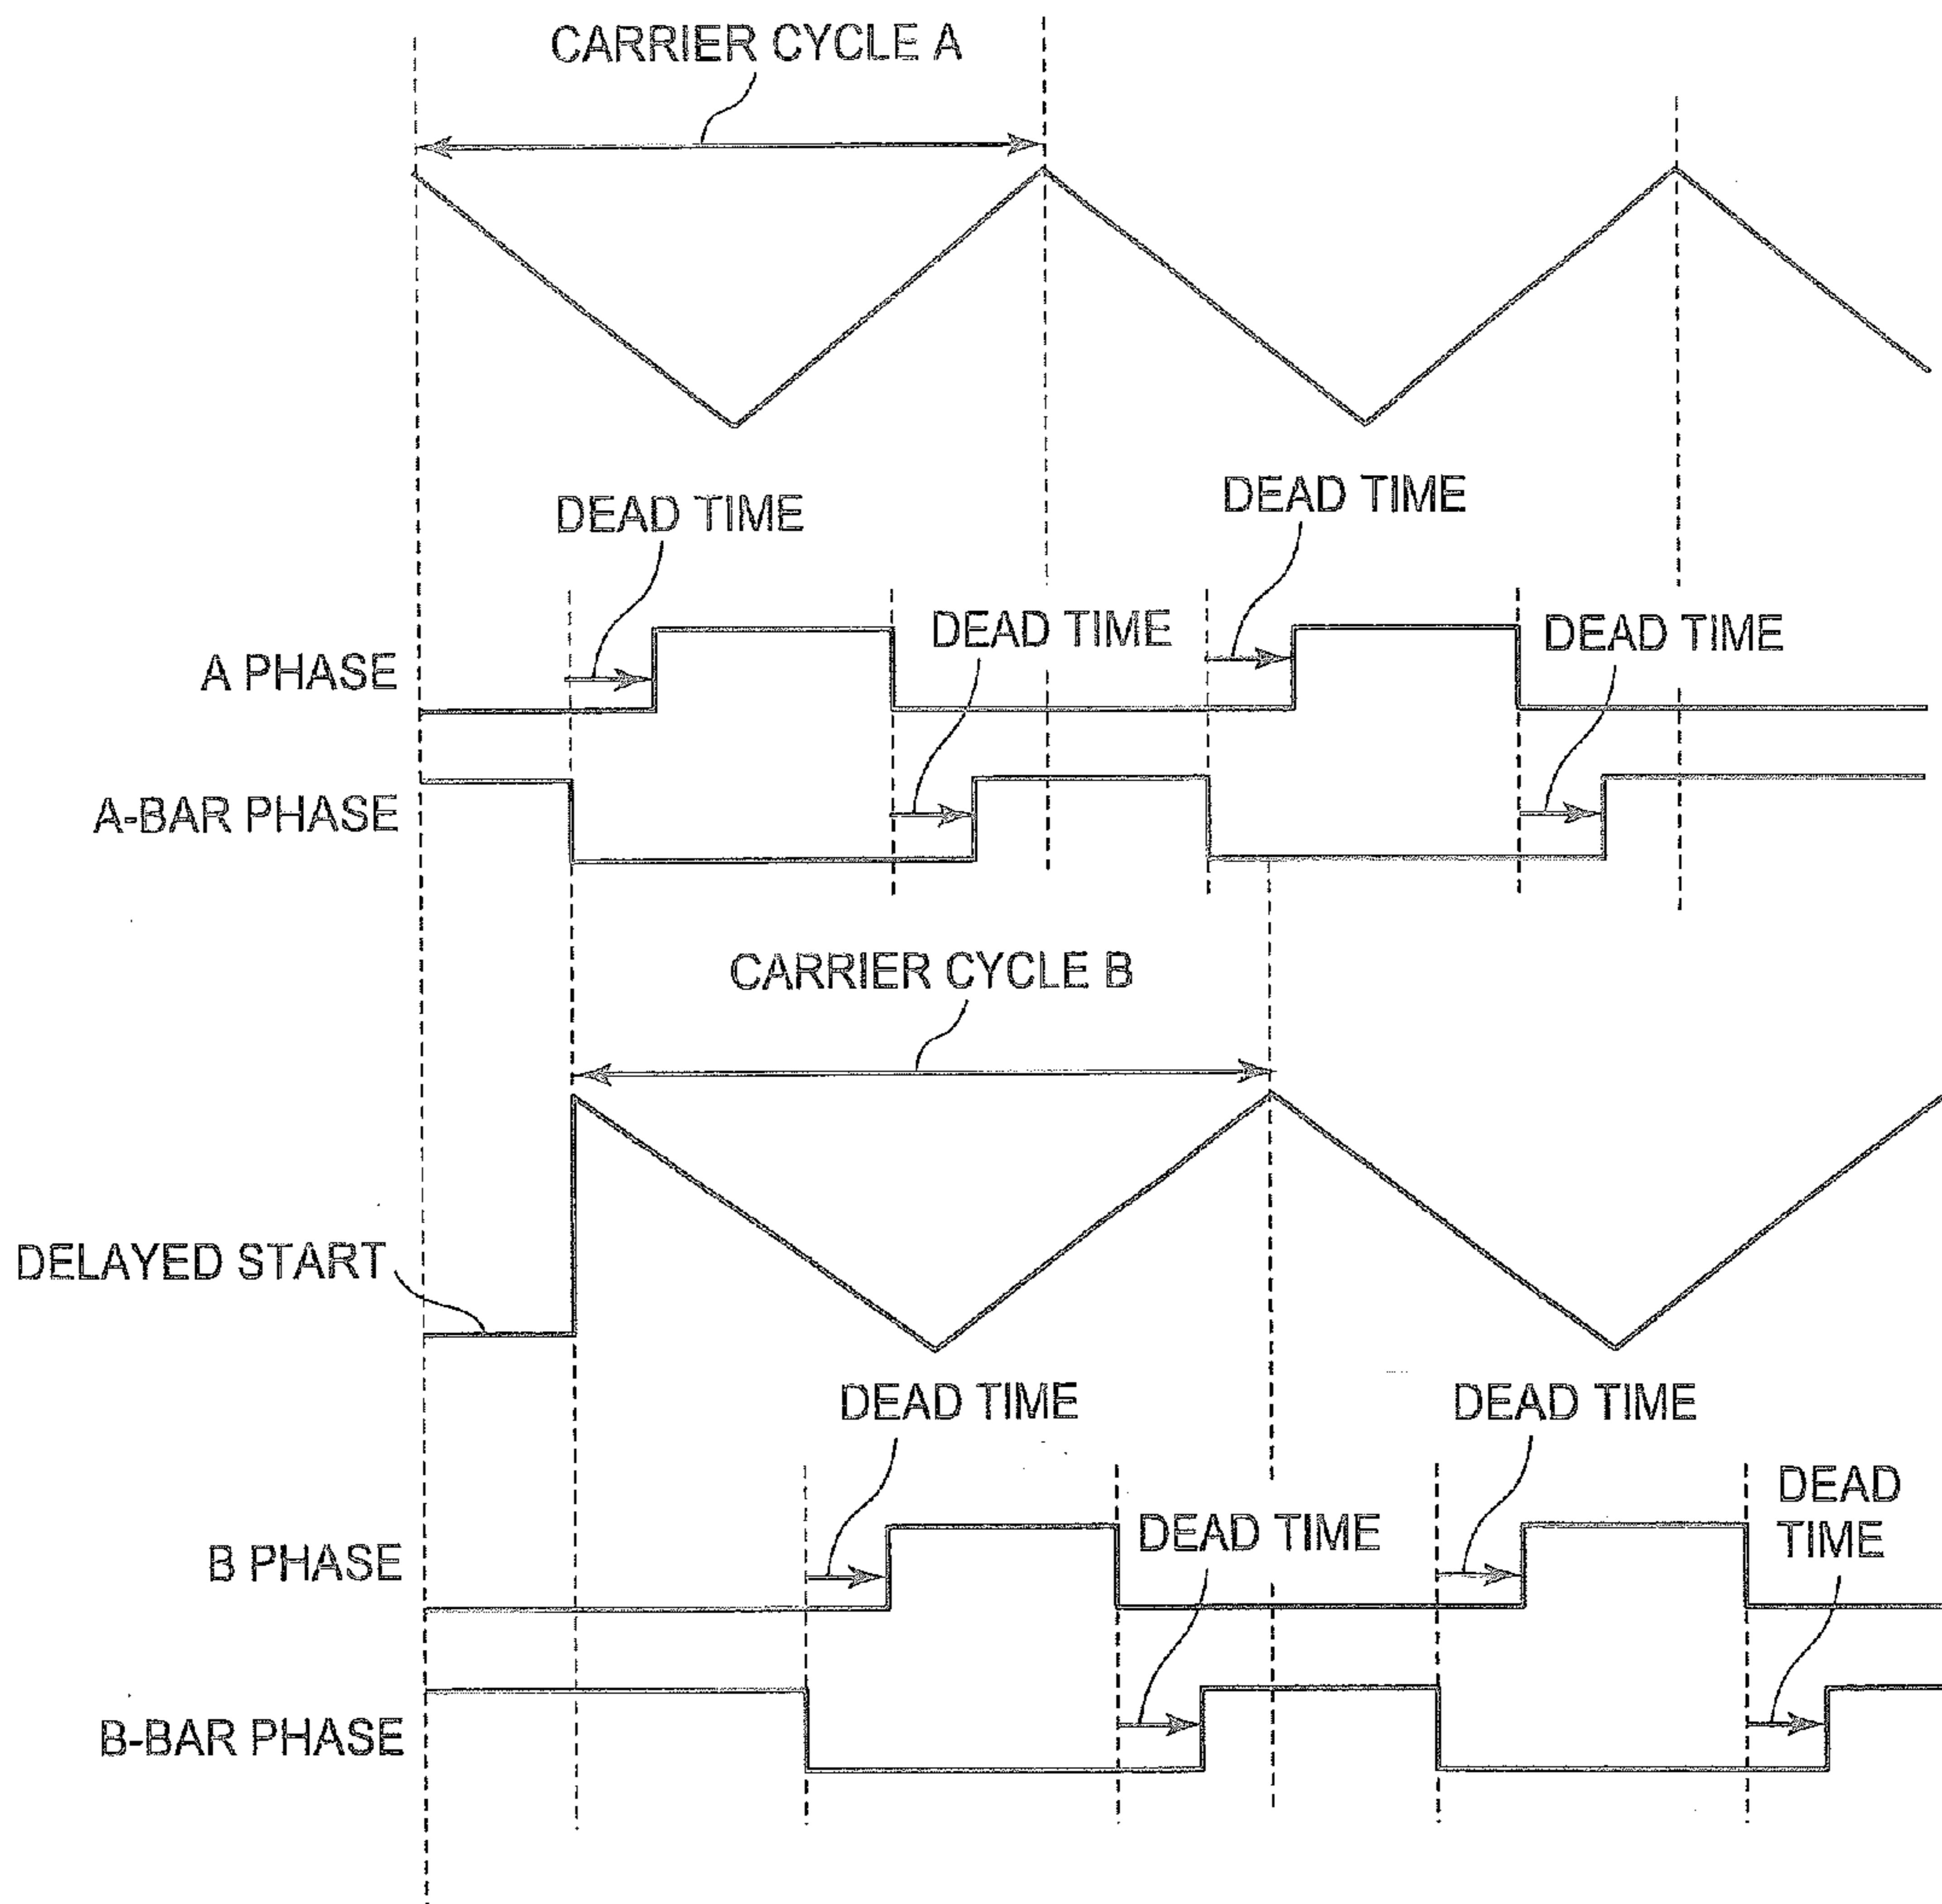 CARRIER CYCLE A
DEAD TIME
DEAD TIME
DEAD TIME
DEAD TIME
A PHASE
A-BAR PHASE
CARRIER CYCLE B
DELAYED START
DEAD TIME
DEAD TIME
DEAD TIME
DEAD
TIME
B PHASE
B-BAR PHASE